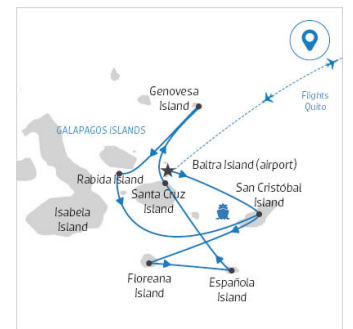 Genovesa
Island
Flights
Quito
GALAPAGOS ISLANDS
Baltra Island (airport)
Rabida Island
Santa Cruz
Island
San Cristóbal
Island
Isabela
Island
Floreana
Island
Española
Island